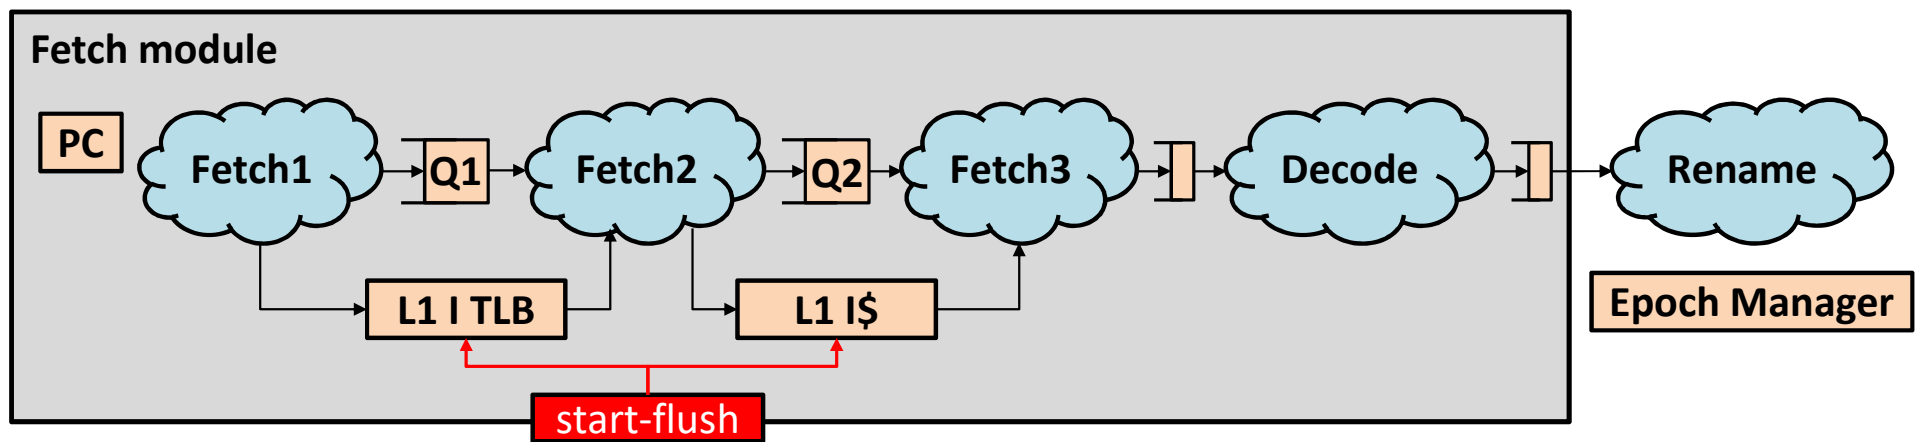 Fetch module
PC
Fetch1
Q1
Fetch2
Q2
Fetch3
Decode
Rename
L1 I TLB
L1 I$
Epoch Manager
start-flush